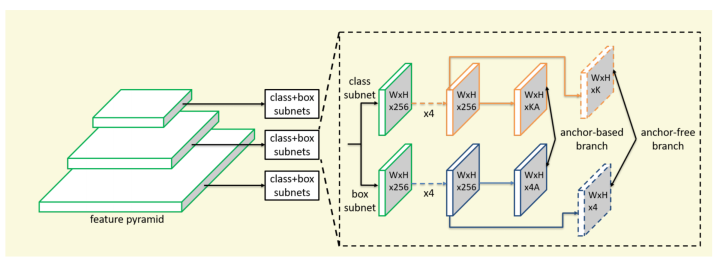 feature pyramid
class+box
subnets
class+box
subnets
class+box
subnets
class
subnet
WxH
x256
x4
WxH
x256
WxH
xKA
WxH
xK
anchor-based
branch
anchor-free
branch
box
subnet
WxH
x256
x4
WxH
x256
WxH
x4A
WxH
x4